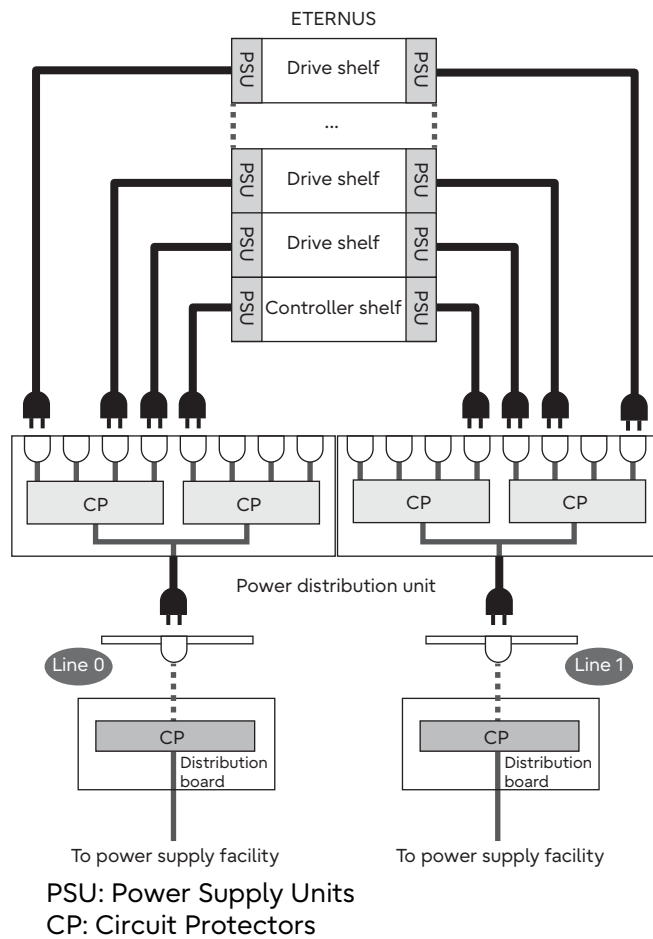 ETERNUS
PSU Drive shelf PSU
...
PSU Drive shelf PSU
PSU Drive shelf PSU
PSU Controller shelf PSU
CP CP CP CP
Power distribution unit
Line 0 Line 1
CP CP
Distribution board Distribution board
To power supply facility To power supply facility
PSU: Power Supply Units
CP: Circuit Protectors